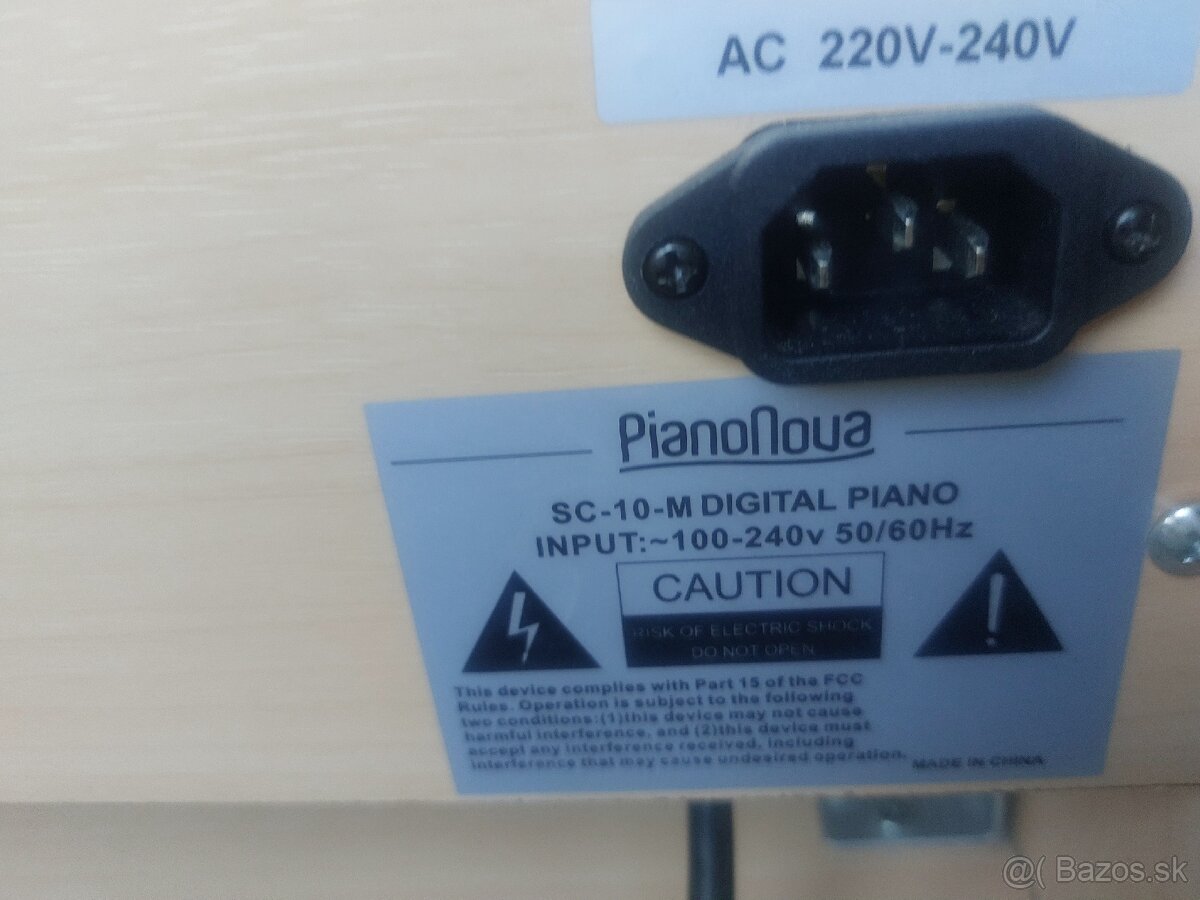 AC 220V-240V
PianoNova
SC-10-M DIGITAL PIANO
INPUT:~100-240v 50/60Hz
CAUTION
RISK OF ELECTRIC SHOCK
DO NOT OPEN
This device complies with Part 15 of the FCC
Rules. Operation is subject to the following
two conditions:(1)this device may not cause
harmful interference, and (2)this device must
accept any interference received, including
interference that may cause undesired operation.
MADE IN CHINA
@( Bazos.sk